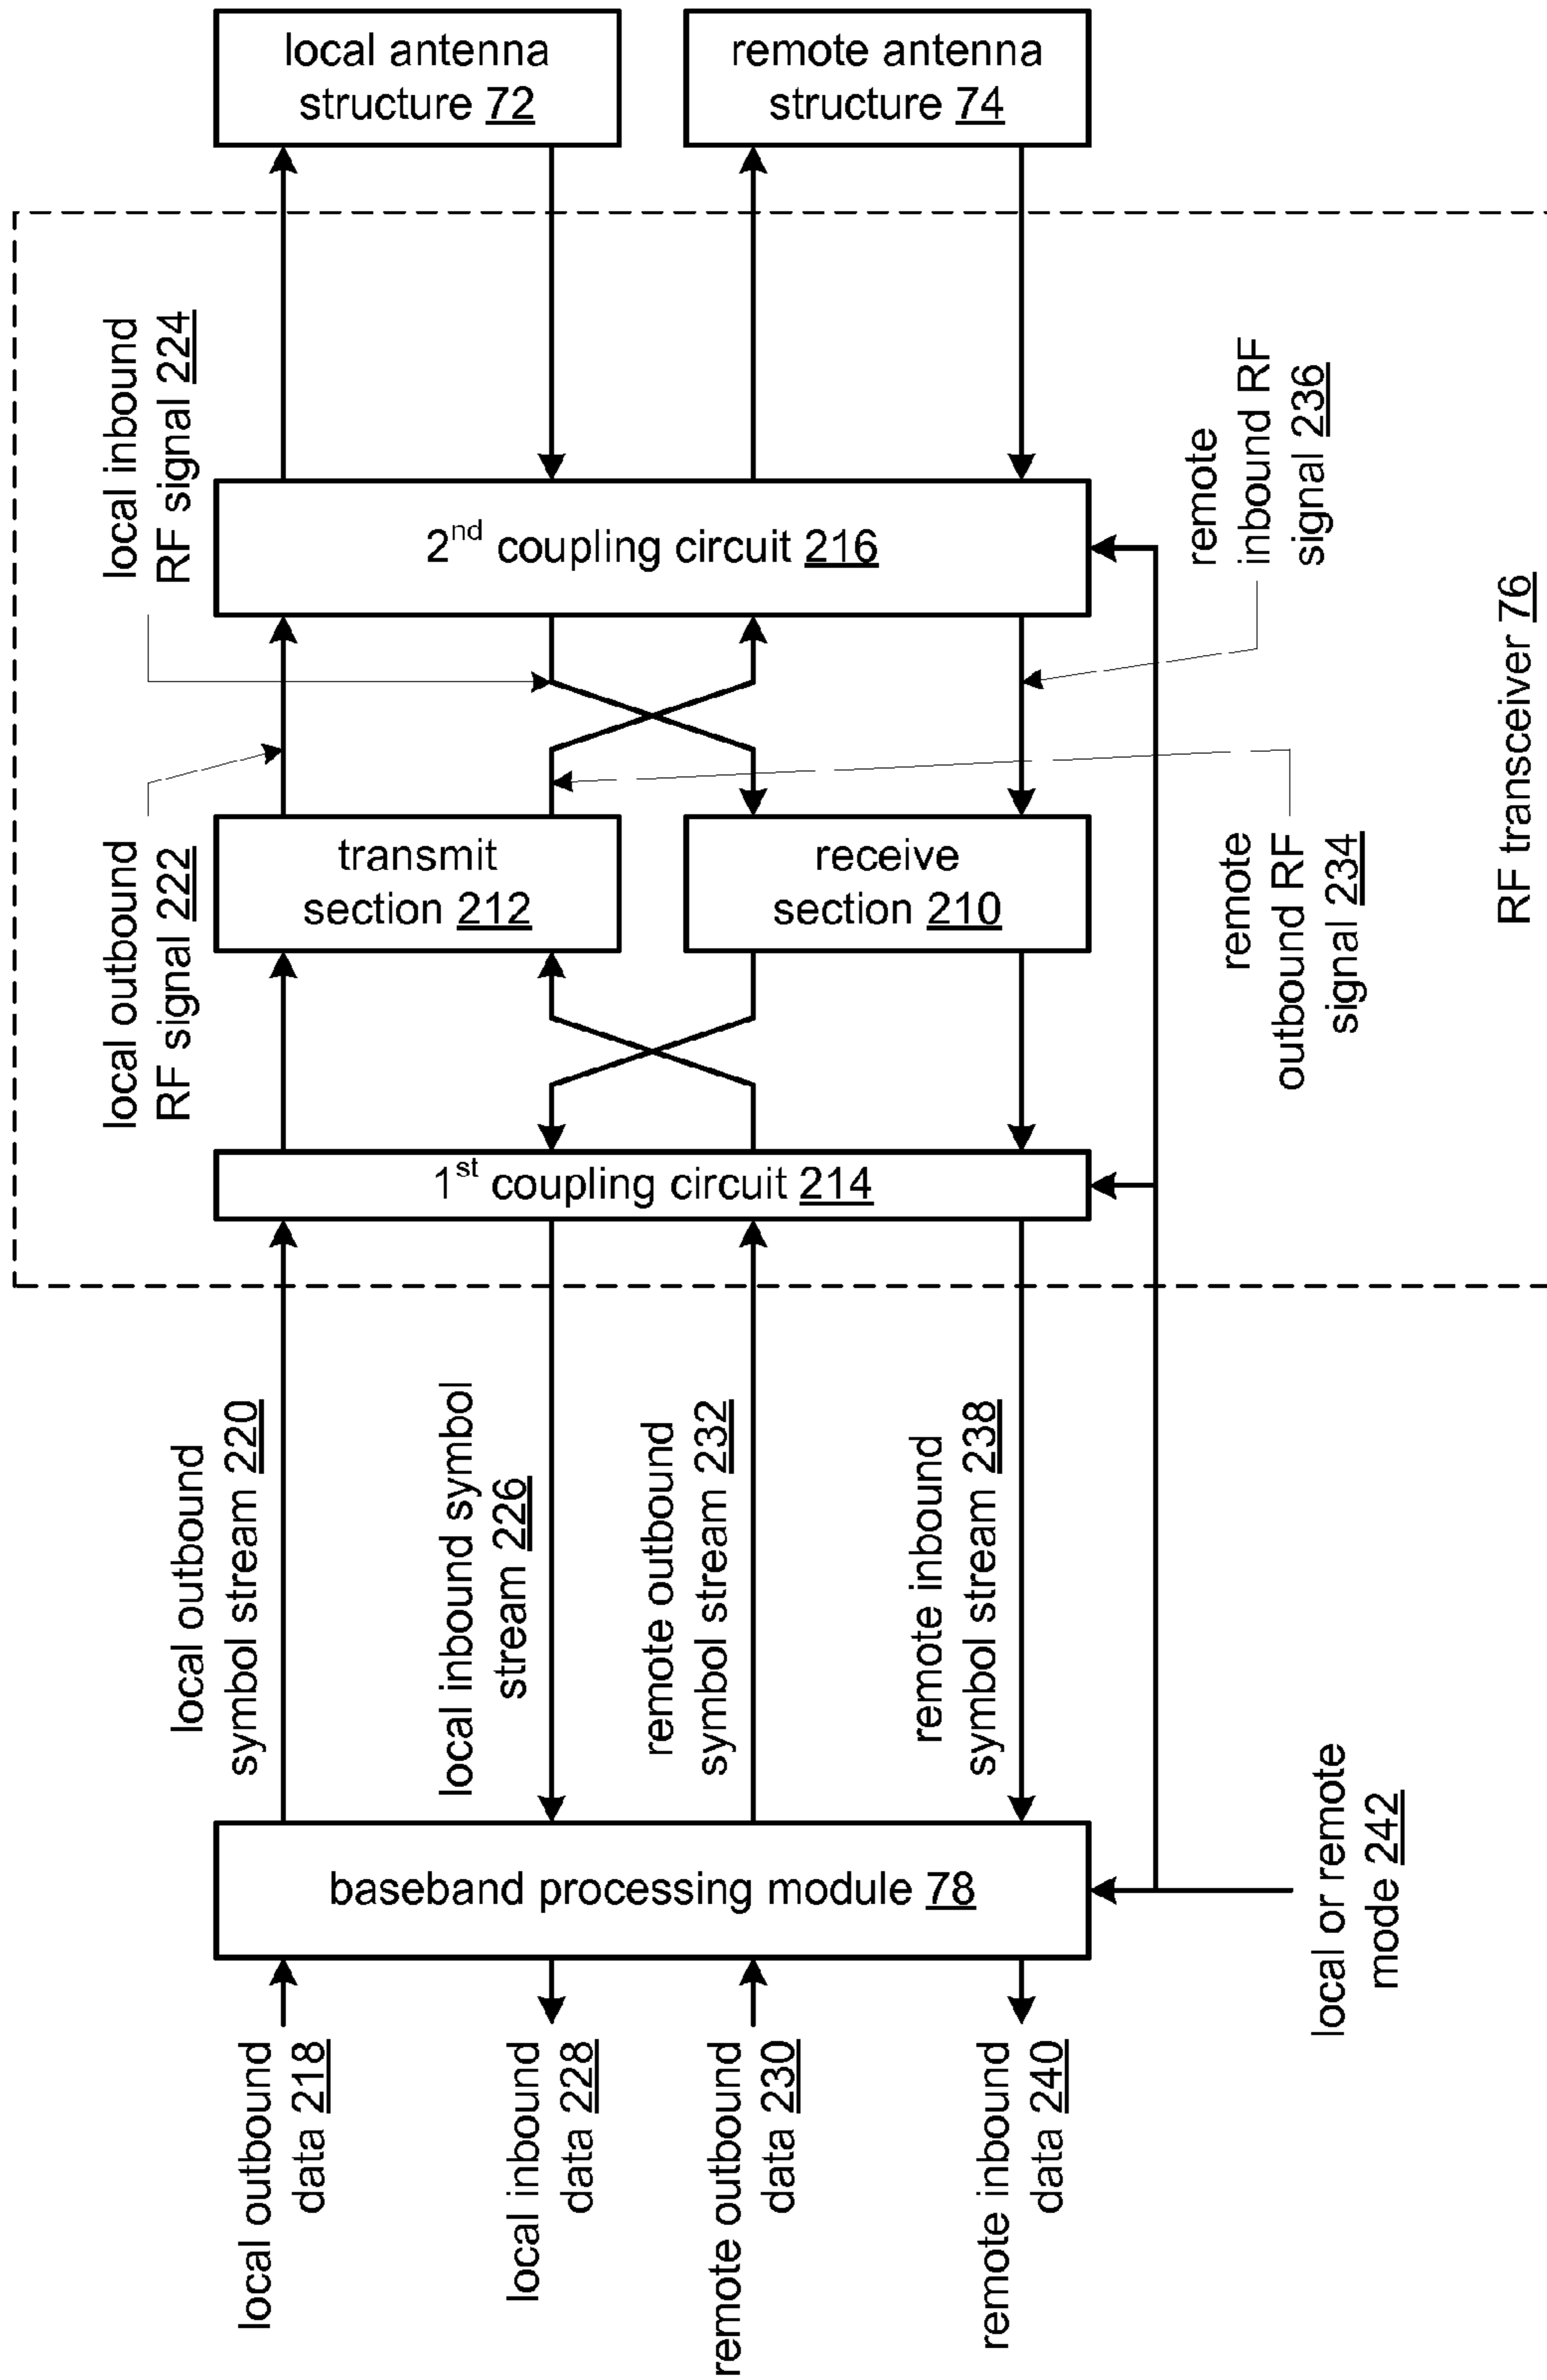 local antenna
structure 72
remote antenna
structure 74
local inbound
RF signal 224
2nd coupling circuit 216
remote
inbound RF
signal 236
local outbound
RF signal 222
transmit
section 212
receive
section 210
remote
outbound RF
signal 234
RF transceiver 76
1st coupling circuit 214
local outbound
symbol stream 220
local inbound symbol
stream 226
remote outbound
symbol stream 232
remote inbound
symbol stream 238
baseband processing module 78
local or remote
mode 242
local outbound
data 218
local inbound
data 228
remote outbound
data 230
remote inbound
data 240